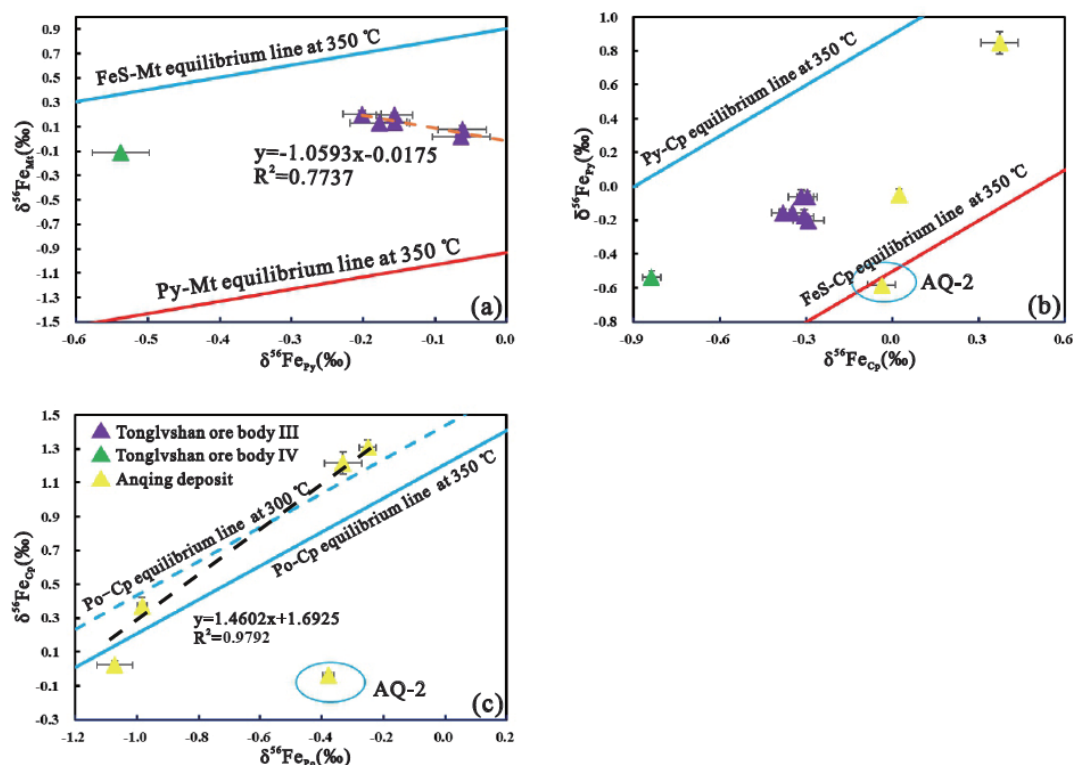 (a)
0.9
0.6
0.3
0.1
-0.3
-0.6
-0.9
-1.1
-1.3
-1.5
-0.6
-0.5
-0.4
-0.3
-0.2
-0.1
0.0
δ⁵⁶Fe_Mt(‰)
δ⁵⁶Fe_Py(‰)
FeS-Mt equilibrium line at 350 ℃
y=-1.0593x-0.0175
R²=0.7737
Py-Mt equilibrium line at 350 ℃
(b)
1.0
0.8
0.6
0.4
0.2
0.0
-0.2
-0.4
-0.6
-0.8
-0.9
-0.6
-0.3
0.0
0.3
0.6
δ⁵⁶Fe_Py(‰)
δ⁵⁶Fe_Cp(‰)
Py-Cp equilibrium line at 350 ℃
FeS-Cp equilibrium line at 350 ℃
AQ-2
(c)
1.5
1.3
1.1
0.9
0.7
0.5
0.3
0.1
-0.1
-0.3
-1.2
-1.0
-0.8
-0.6
-0.4
-0.2
0.0
0.2
δ⁵⁶Fe_Cp(‰)
δ⁵⁶Fe_Po(‰)
Tonglvshan ore body III
Tonglvshan ore body IV
Anqing deposit
Po-Cp equilibrium line at 300 ℃
Po-Cp equilibrium line at 350 ℃
y=1.4602x+1.6925
R²=0.9792
AQ-2